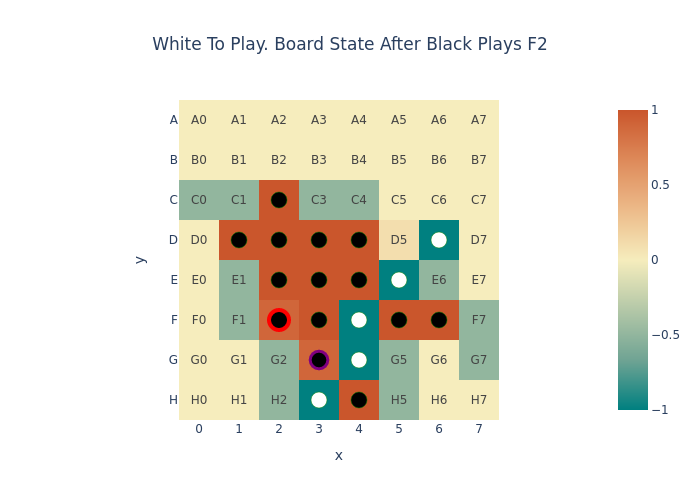 White To Play. Board State After Black Plays F2
A A0 A1 A2 A3 A4 A5 A6 A7
B B0 B1 B2 B3 B4 B5 B6 B7
C C0 C1 C3 C4 C5 C6 C7
D D0 D5 D7
E E0 E1 E6 E7
F F0 F1 F7
G G0 G1 G2 G5 G6 G7
H H0 H1 H2 H5 H6 H7
0 1 2 3 4 5 6 7
x
y
1
0.5
0
−0.5
−1